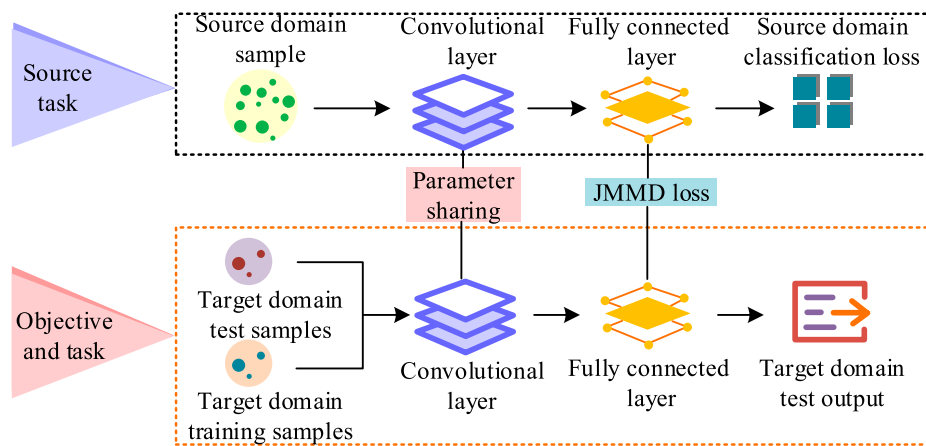 Source
task
Source domain
sample
Convolutional
layer
Fully connected
layer
Source domain
classification loss
Parameter
sharing
JMMD loss
Objective
and task
Target domain
test samples
Target domain
training samples
Convolutional
layer
Fully connected
layer
Target domain
test output